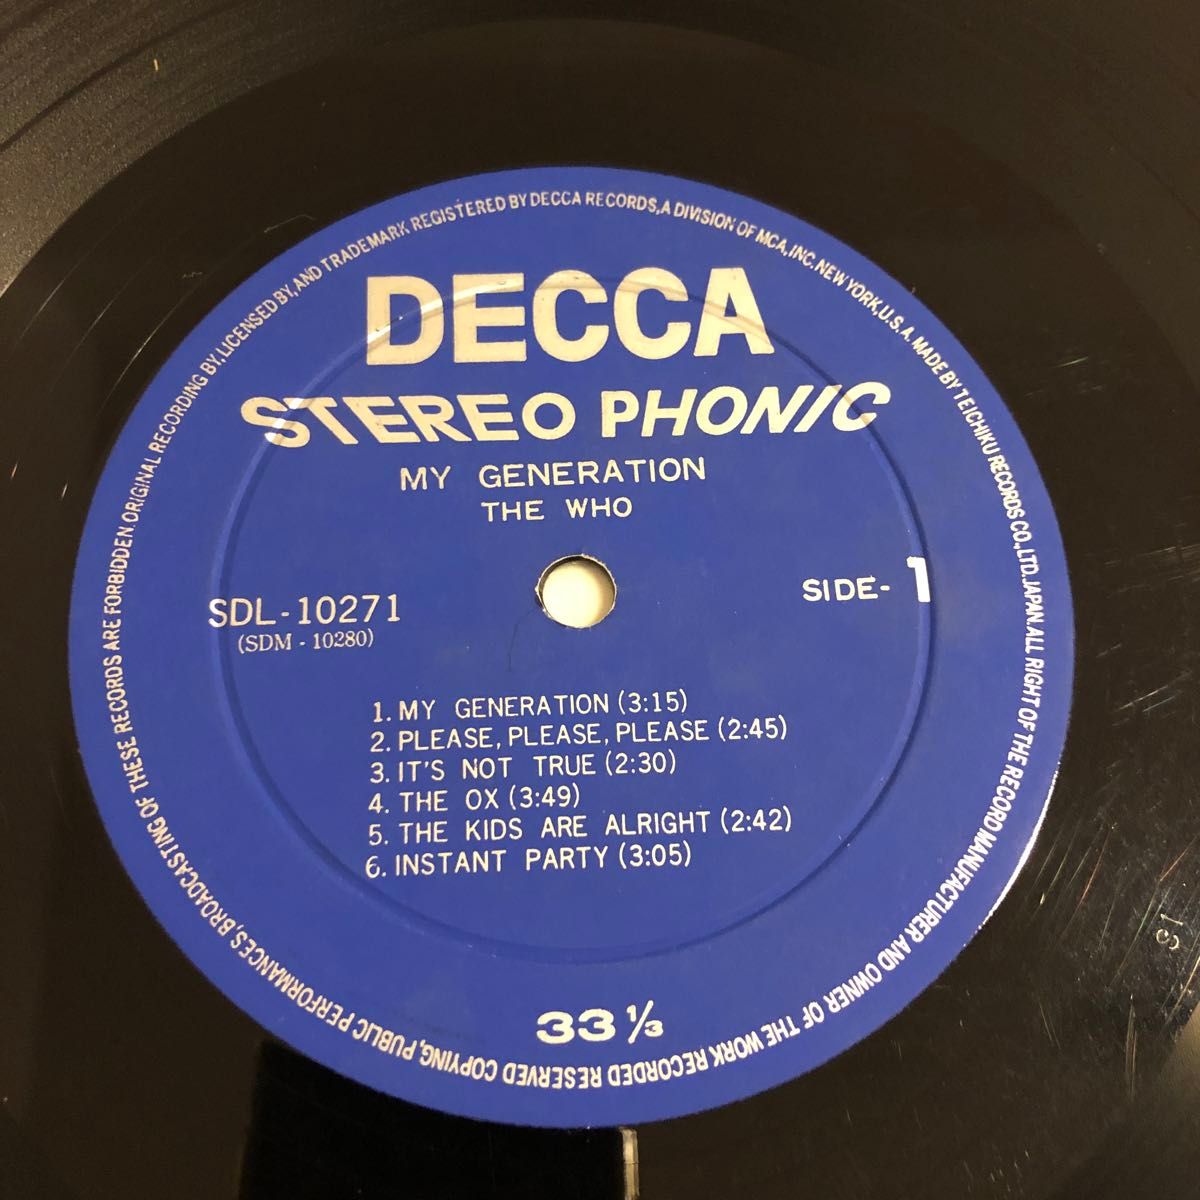 ORIGINAL RECORDING BY, LICENSED BY, AND TRADEMARK REGISTERED BY DECCA RECORDS, A DIVISION OF MCA, INC. NEW YORK, U.S.A. MADE BY TEICHIKU RECORDS CO., LTD. JAPAN. ALL RIGHT OF THE RECORD MANUFACTURER AND OWNER OF THE WORK RECORDED RESERVED COPYING, PUBLIC PERFORMANCES, BROADCASTING OF THESE RECORDS ARE FORBIDDEN.
DECCA
STEREO PHONIC
MY GENERATION
THE WHO
SIDE- 1
SDL-10271
(SDM - 10280)
1. MY GENERATION (3:15)
2. PLEASE, PLEASE, PLEASE (2:45)
3. IT'S NOT TRUE (2:30)
4. THE OX (3:49)
5. THE KIDS ARE ALRIGHT (2:42)
6. INSTANT PARTY (3:05)
33 ⅓
S1